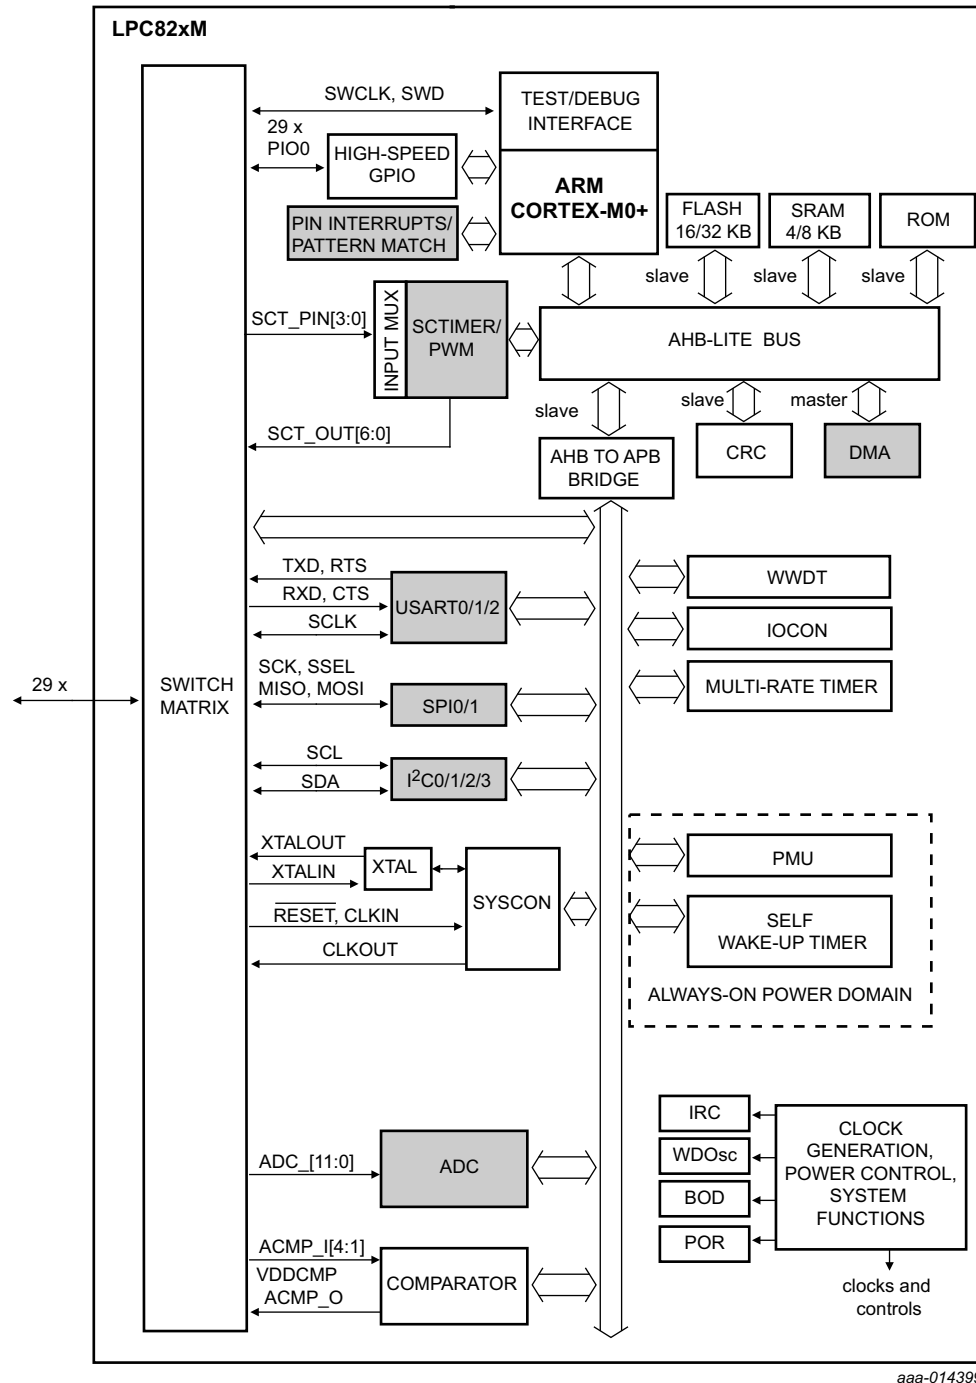 LPC82xM
SWCLK, SWD
TEST/DEBUG
INTERFACE
29 x
PIO0
HIGH-SPEED
GPIO
ARM
CORTEX-M0+
PIN INTERRUPTS/
PATTERN MATCH
FLASH
16/32 KB
SRAM
4/8 KB
ROM
slave
slave
slave
SCT_PIN[3:0]
INPUT MUX
SCTIMER/
PWM
AHB-LITE BUS
slave
slave
master
SCT_OUT[6:0]
AHB TO APB
BRIDGE
CRC
DMA
TXD, RTS
RXD, CTS
SCLK
USART0/1/2
WWDT
IOCON
MULTI-RATE TIMER
29 x
SWITCH
MATRIX
SCK, SSEL
MISO, MOSI
SPI0/1
SCL
SDA
I²C0/1/2/3
XTALOUT
XTALIN
XTAL
RESET, CLKIN
CLKOUT
SYSCON
PMU
SELF
WAKE-UP TIMER
ALWAYS-ON POWER DOMAIN
ADC_[11:0]
ADC
IRC
WDOsc
BOD
POR
CLOCK
GENERATION,
POWER CONTROL,
SYSTEM
FUNCTIONS
ACMP_I[4:1]
VDDCMP
ACMP_O
COMPARATOR
clocks and
controls
aaa-014399